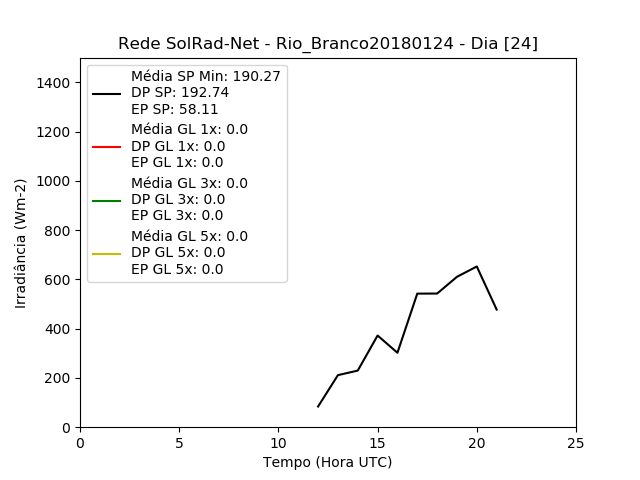 Rede SolRad-Net - Rio_Branco20180124 - Dia [24]
Média SP Min: 190.27
DP SP: 192.74
EP SP: 58.11
Média GL 1x: 0.0
DP GL 1x: 0.0
EP GL 1x: 0.0
Média GL 3x: 0.0
DP GL 3x: 0.0
EP GL 3x: 0.0
Média GL 5x: 0.0
DP GL 5x: 0.0
EP GL 5x: 0.0
Irradiância (Wm-2)
1400
1200
1000
800
600
400
200
0
0 5 10 15 20 25
Tempo (Hora UTC)